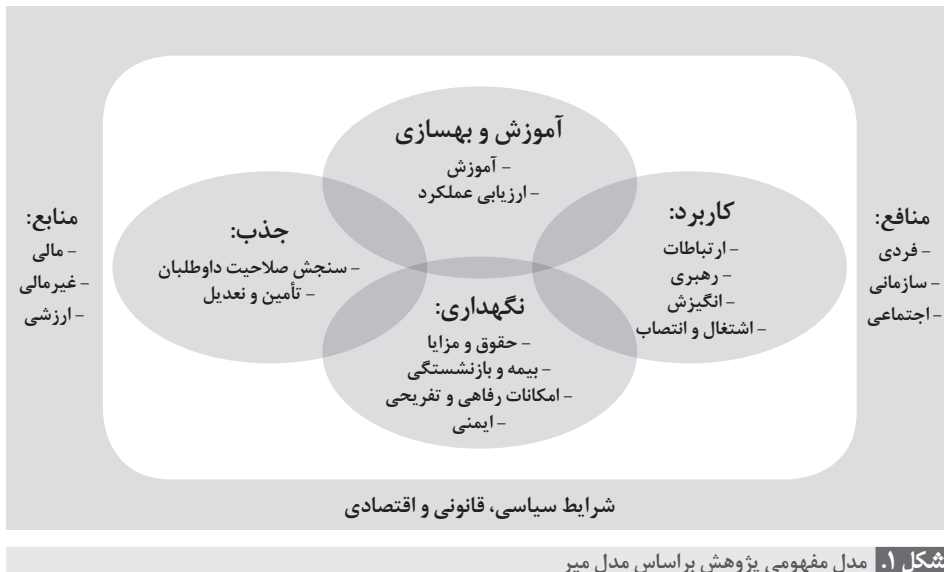 آموزش و بهسازی
- آموزش
- ارزیابی عملکرد
منافع:
- فردی
- سازمانی
- اجتماعی
کاربرد:
- ارتباطات
- رهبری
- انگیزش
- اشتغال و انتصاب
جذب:
- سنجش صلاحیت داوطلبان
- تأمین و نعدیل
منابع:
- مالی
- غیرمالی
- ارزشی
نگهداری:
- حقوق و مزایا
- بیمه و بازنشستگی
- امکانات رفاهی و تفریحی
- ایمنی
شرایط سیاسی، قانونی و اقتصادی
شکل ۱. مدل مفهومی پژوهش براساس مدل میر